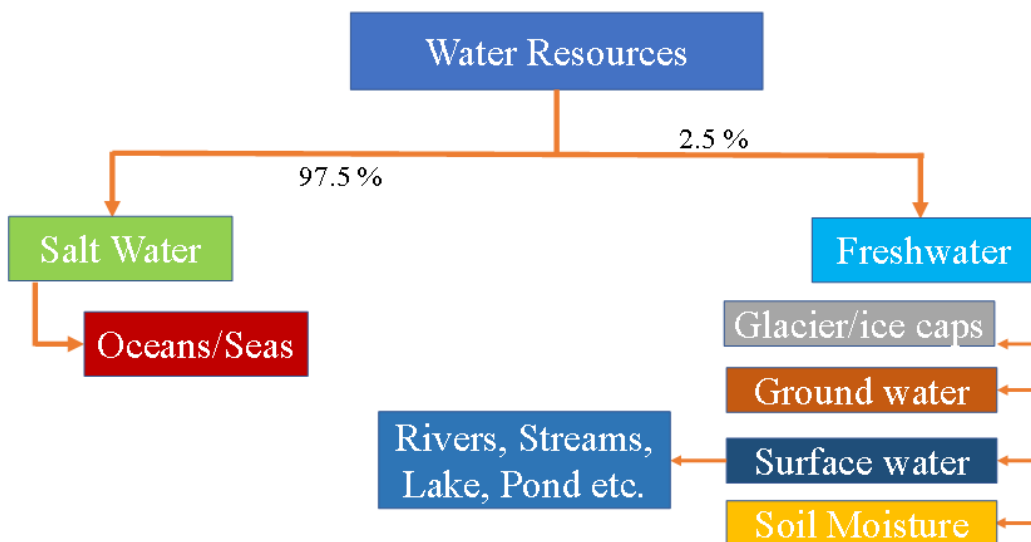 Water Resources
2.5 %
97.5 %
Salt Water
Freshwater
Oceans/Seas
Glacier/ice caps
Ground water
Rivers, Streams,
Lake, Pond etc.
Surface water
Soil Moisture